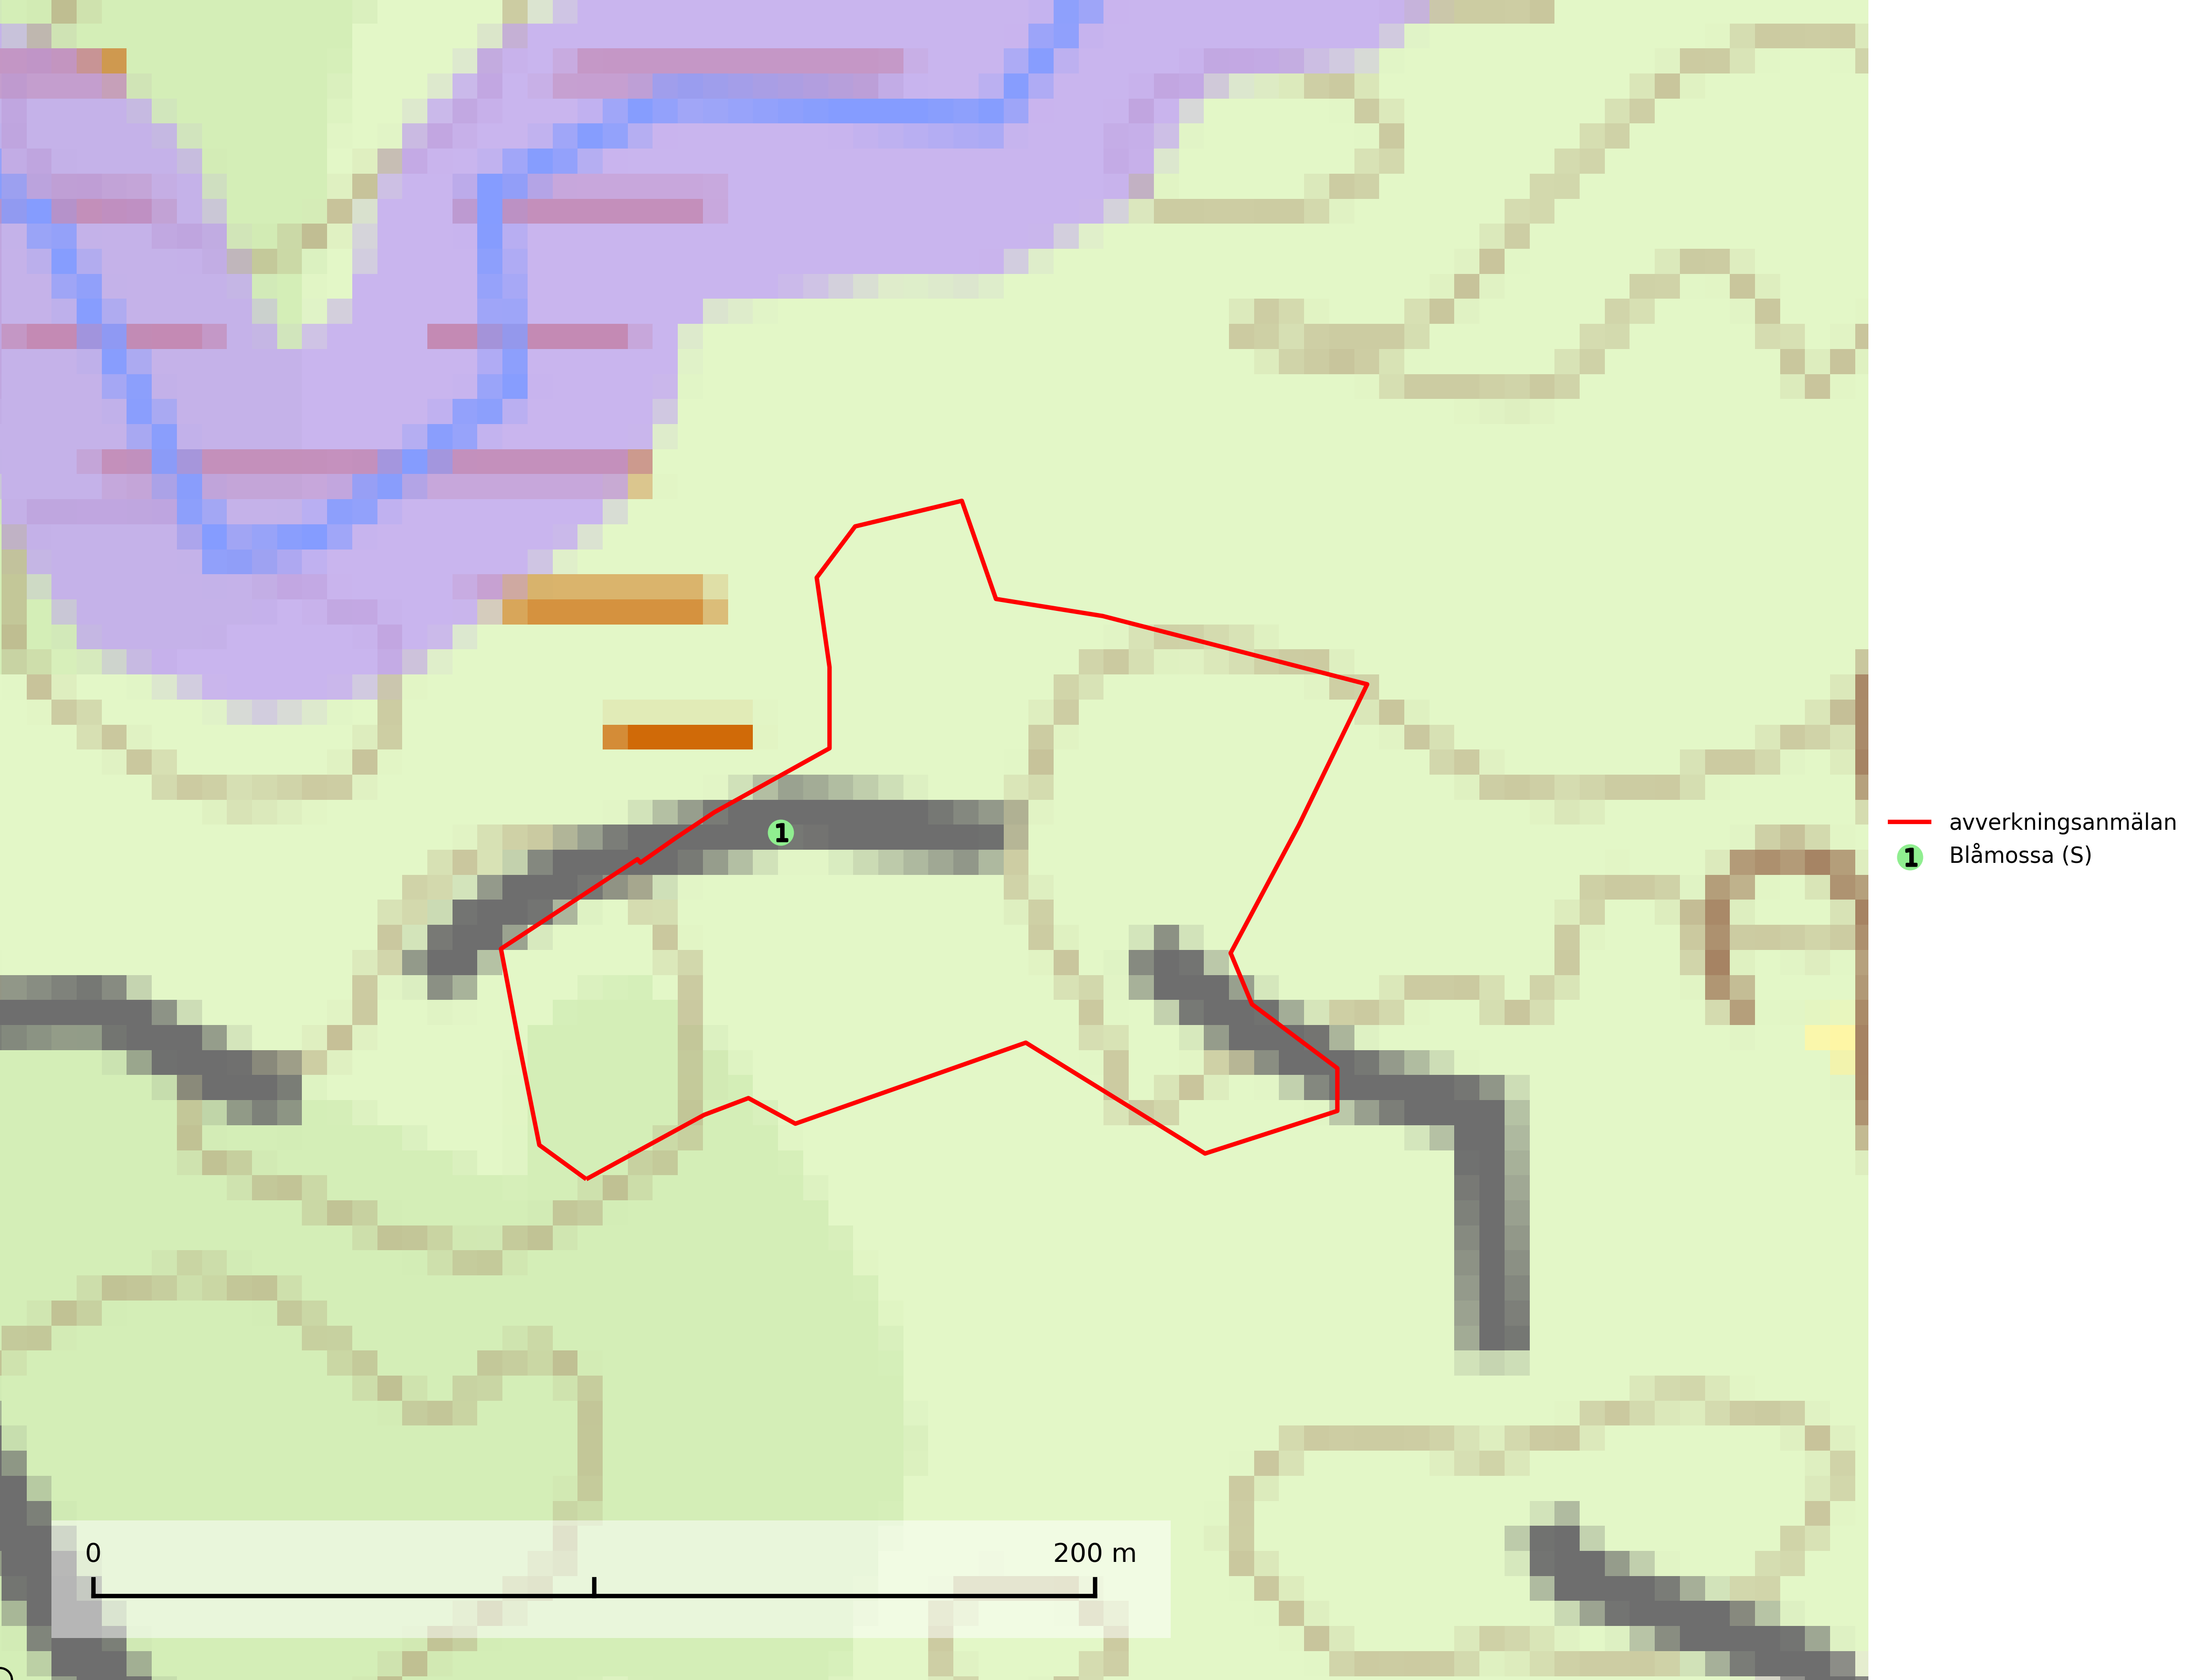 1
avverkningsanmälan
1 Blåmossa (S)
0 200 m